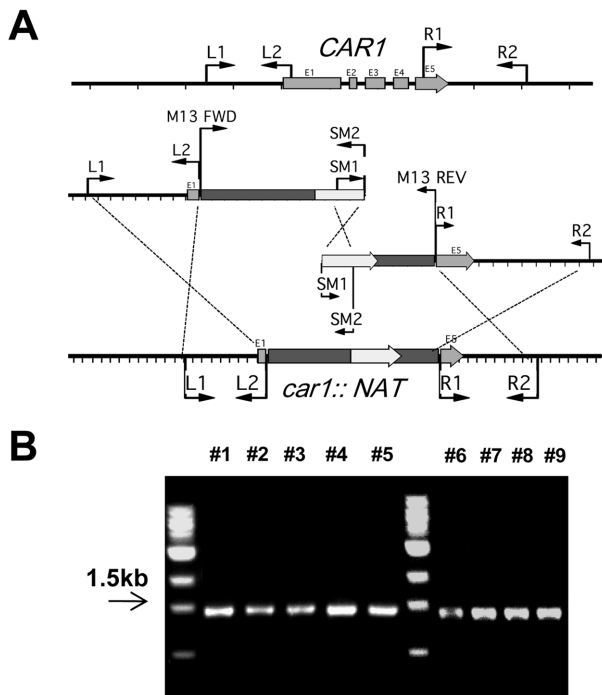 A
CAR1
L1
L2
R1
R2
E1
E2
E3
E4
E5
M13 FWD
L1
L2
E1
SM2
SM1
M13 REV
R1
E5
R2
SM1
SM2
E1
E5
L1
L2
car1:: NAT
R1
R2
B
#1 #2 #3 #4 #5 #6 #7 #8 #9
1.5kb